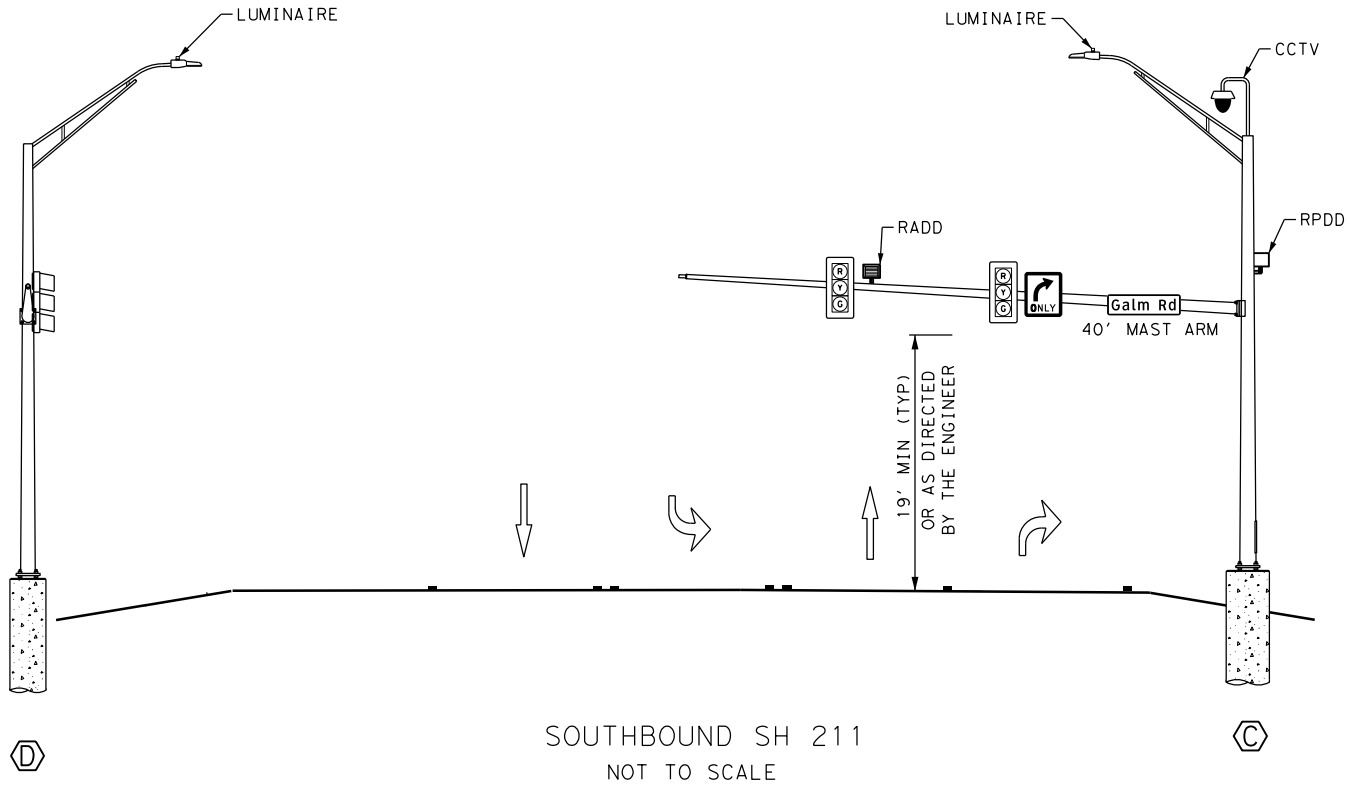 LUMINAIRE
LUMINAIRE
CCTV
RPDD
RADD
R
Y
G
R
Y
G
ONLY
Galm Rd
40' MAST ARM
19' MIN (TYP)
OR AS DIRECTED
BY THE ENGINEER
SOUTHBOUND SH 211
NOT TO SCALE
D
C